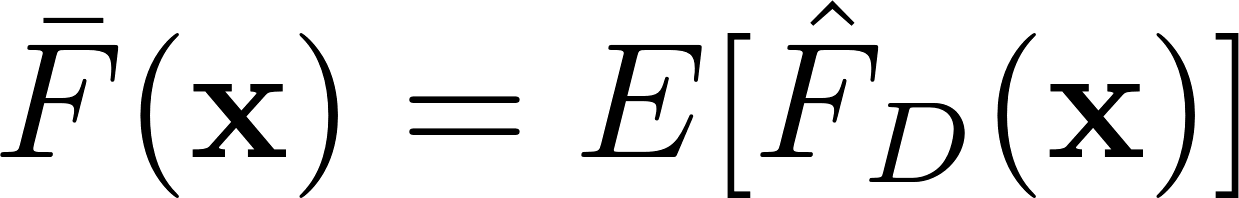 F̄(𝐱) = E[F̂_D(𝐱)]